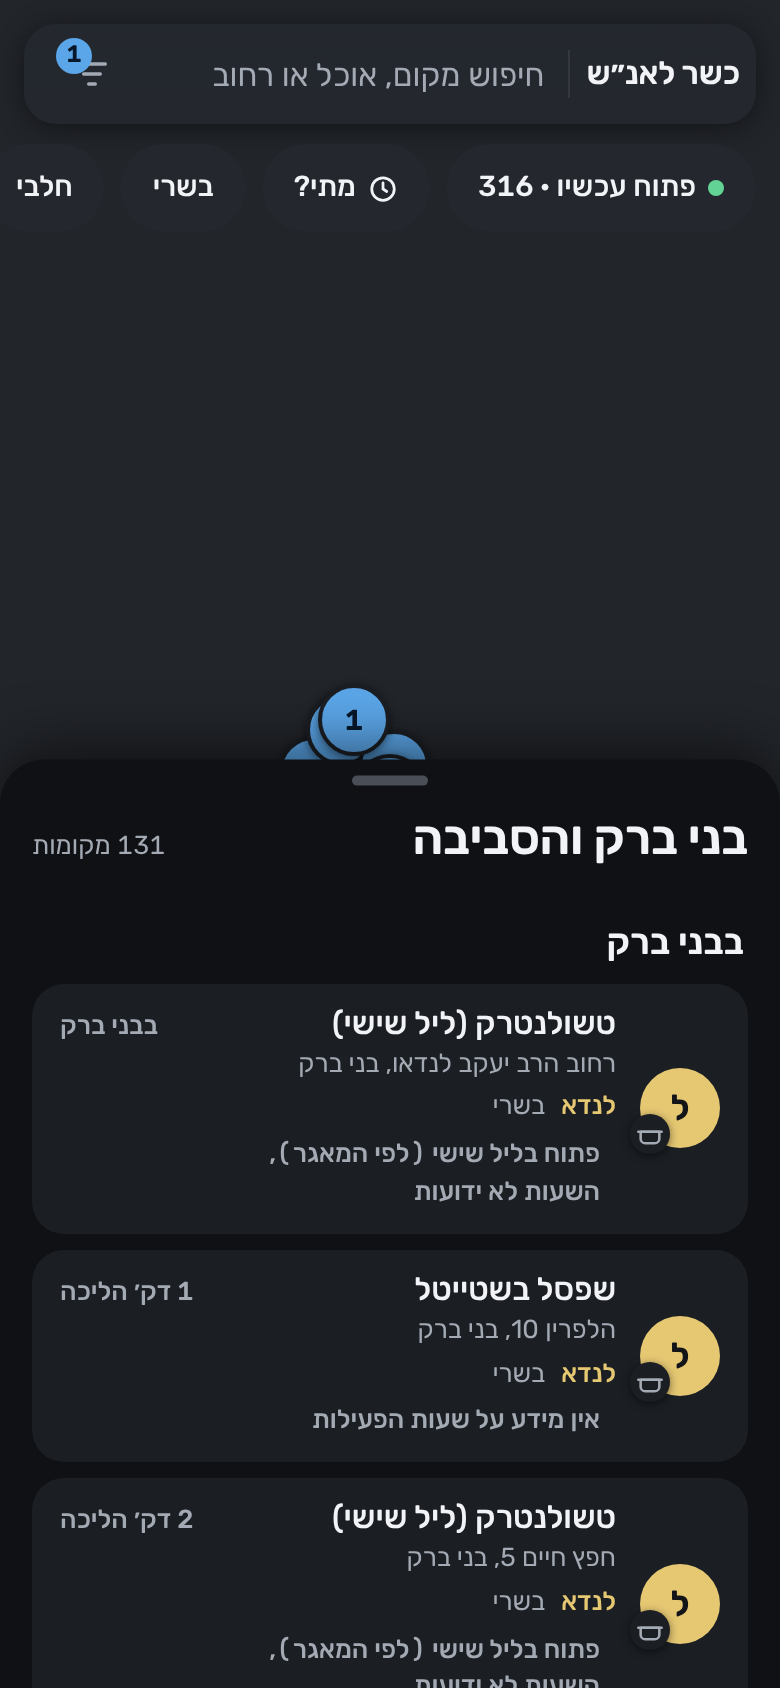 כשר לאנ״ש
חיפוש מקום, אוכל או רחוב
1
פתוח עכשיו • 316
מתי?
בשרי
חלבי
1
בני ברק והסביבה
131 מקומות
בבני ברק
טשולנטרק (ליל שישי)
בבני ברק
רחוב הרב יעקב לנדאו, בני ברק
לנדא בשרי
ל
פתוח בליל שישי (לפי המאגר),
השעות לא ידועות
שפסל בשטייטל
1 דק׳ הליכה
הלפרין 10, בני ברק
ל
לנדא בשרי
אין מידע על שעות הפעילות
טשולנטרק (ליל שישי)
2 דק׳ הליכה
חפץ חיים 5, בני ברק
ל
לנדא בשרי
פתוח בליל שישי (לפי המאגר),
השעות לא ידועות